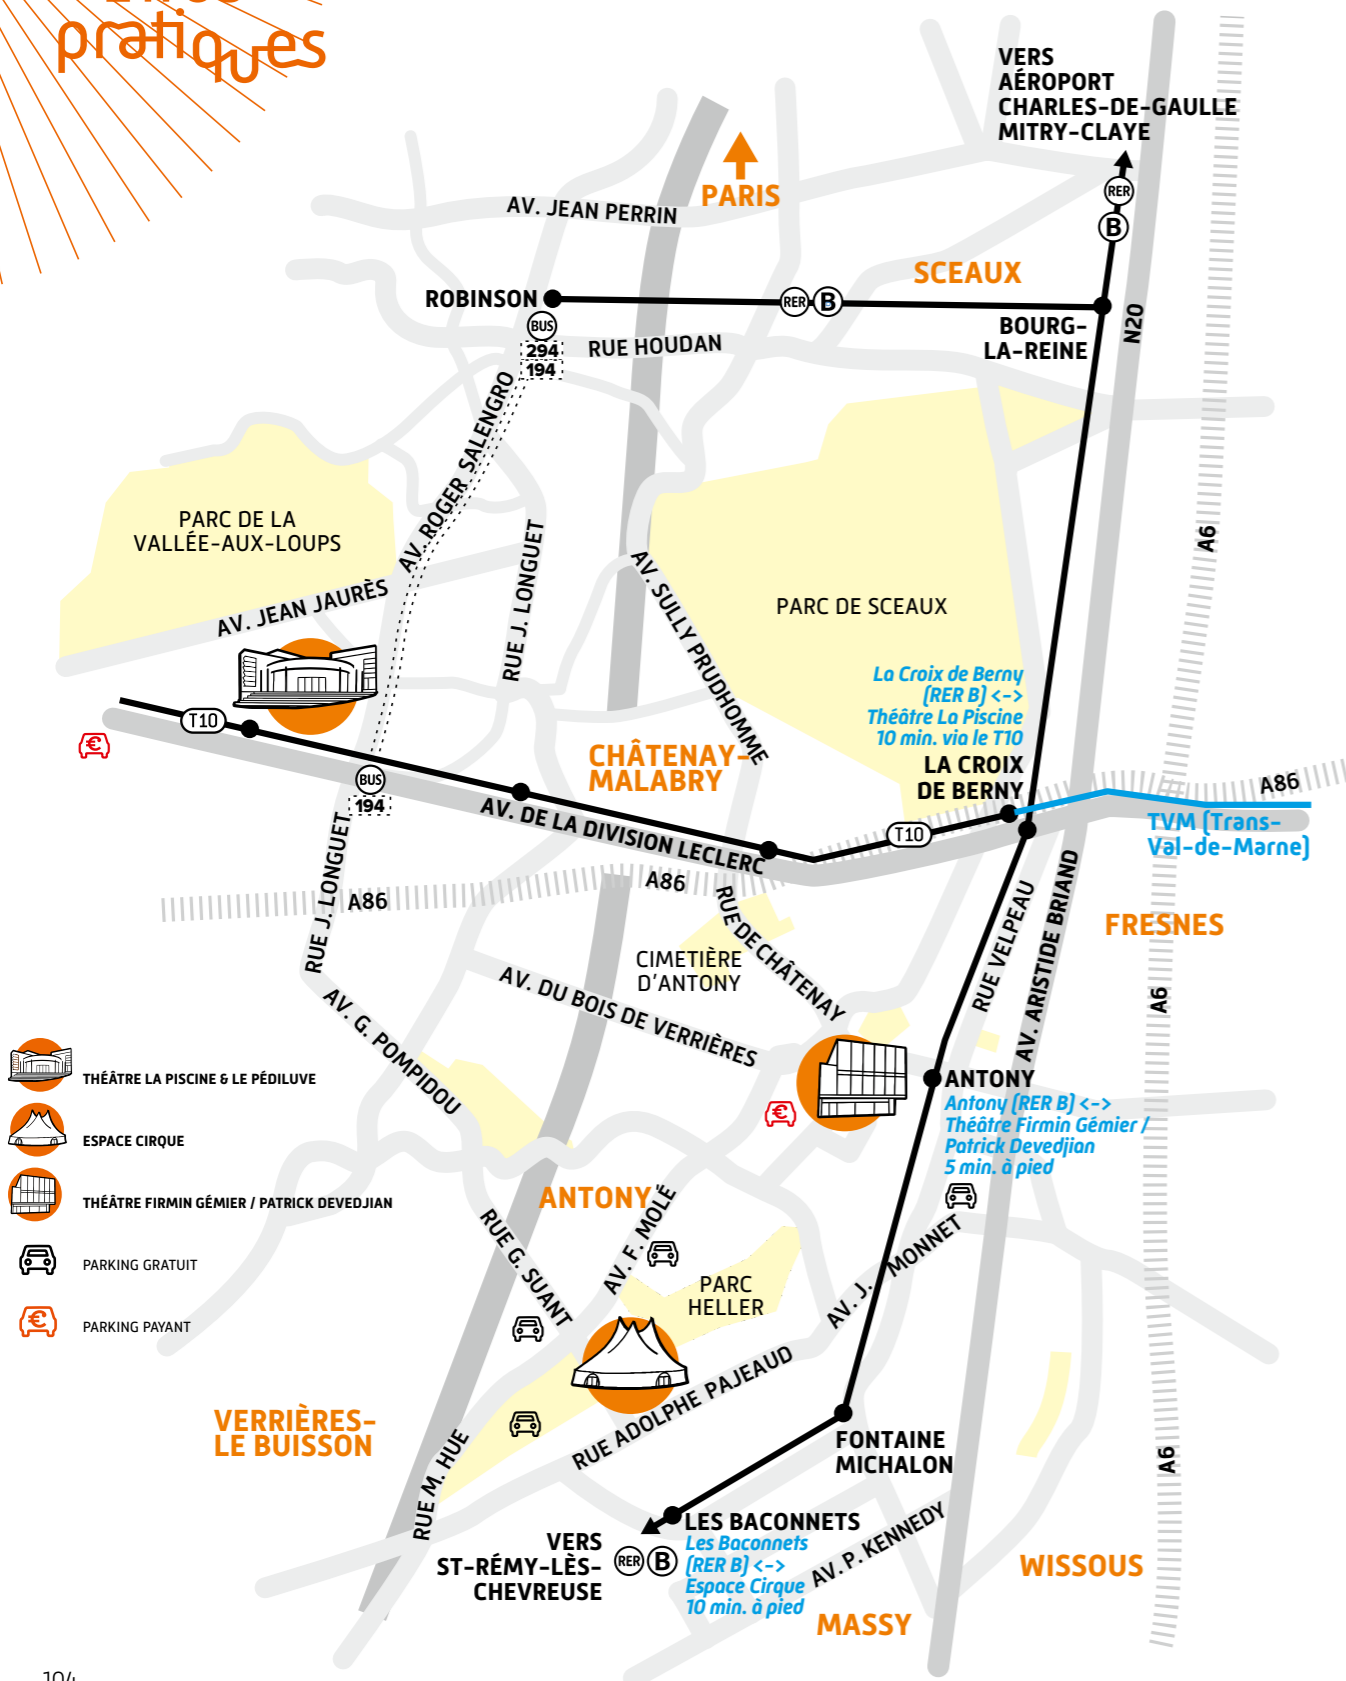 pratiques
VERS
AÉROPORT
CHARLES-DE-GAULLE
MITRY-CLAYE
RER
B
PARIS
AV. JEAN PERRIN
SCEAUX
ROBINSON
RER B
BOURG-
LA-REINE
N20
BUS
294
194
RUE HOUDAN
AV. ROGER SALENGRO
PARC DE LA
VALLÉE-AUX-LOUPS
A6
RUE J. LONGUET
AV. SULLY PRUDHOMME
AV. JEAN JAURÈS
PARC DE SCEAUX
La Croix de Berny
(RER B) <->
Théâtre La Piscine
10 min. via le T10
LA CROIX
DE BERNY
T10
€
CHÂTENAY-
MALABRY
BUS
194
AV. DE LA DIVISION LECLERC
T10
A86
TVM (Trans-
Val-de-Marne)
RUE J. LONGUET
A86
A86
RUE DE CHÂTENAY
CIMETIÈRE
D'ANTONY
RUE VELPEAU
AV. ARISTIDE BRIAND
FRESNES
A6
AV. DU BOIS DE VERRIÈRES
AV. G. POMPIDOU
€
ANTONY
Antony (RER B) <->
Théâtre Firmin Gémier /
Patrick Devedjian
5 min. à pied
THÉÂTRE LA PISCINE & LE PÉDILUVE
ESPACE CIRQUE
THÉÂTRE FIRMIN GÉMIER / PATRICK DEVEDJIAN
PARKING GRATUIT
€
PARKING PAYANT
ANTONY
AV. F. MOLÉ
RUE G. SUANT
PARC
HELLER
AV. J. MONNET
RUE ADOLPHE PAJEAUD
VERRIÈRES-
LE BUISSON
RUE M. HUE
FONTAINE
MICHALON
A6
LES BACONNETS
Les Baconnets
(RER B) <->
Espace Cirque
10 min. à pied
VERS
ST-RÉMY-LÈS-
CHEVREUSE
RER B
AV. P. KENNEDY
WISSOUS
MASSY
104